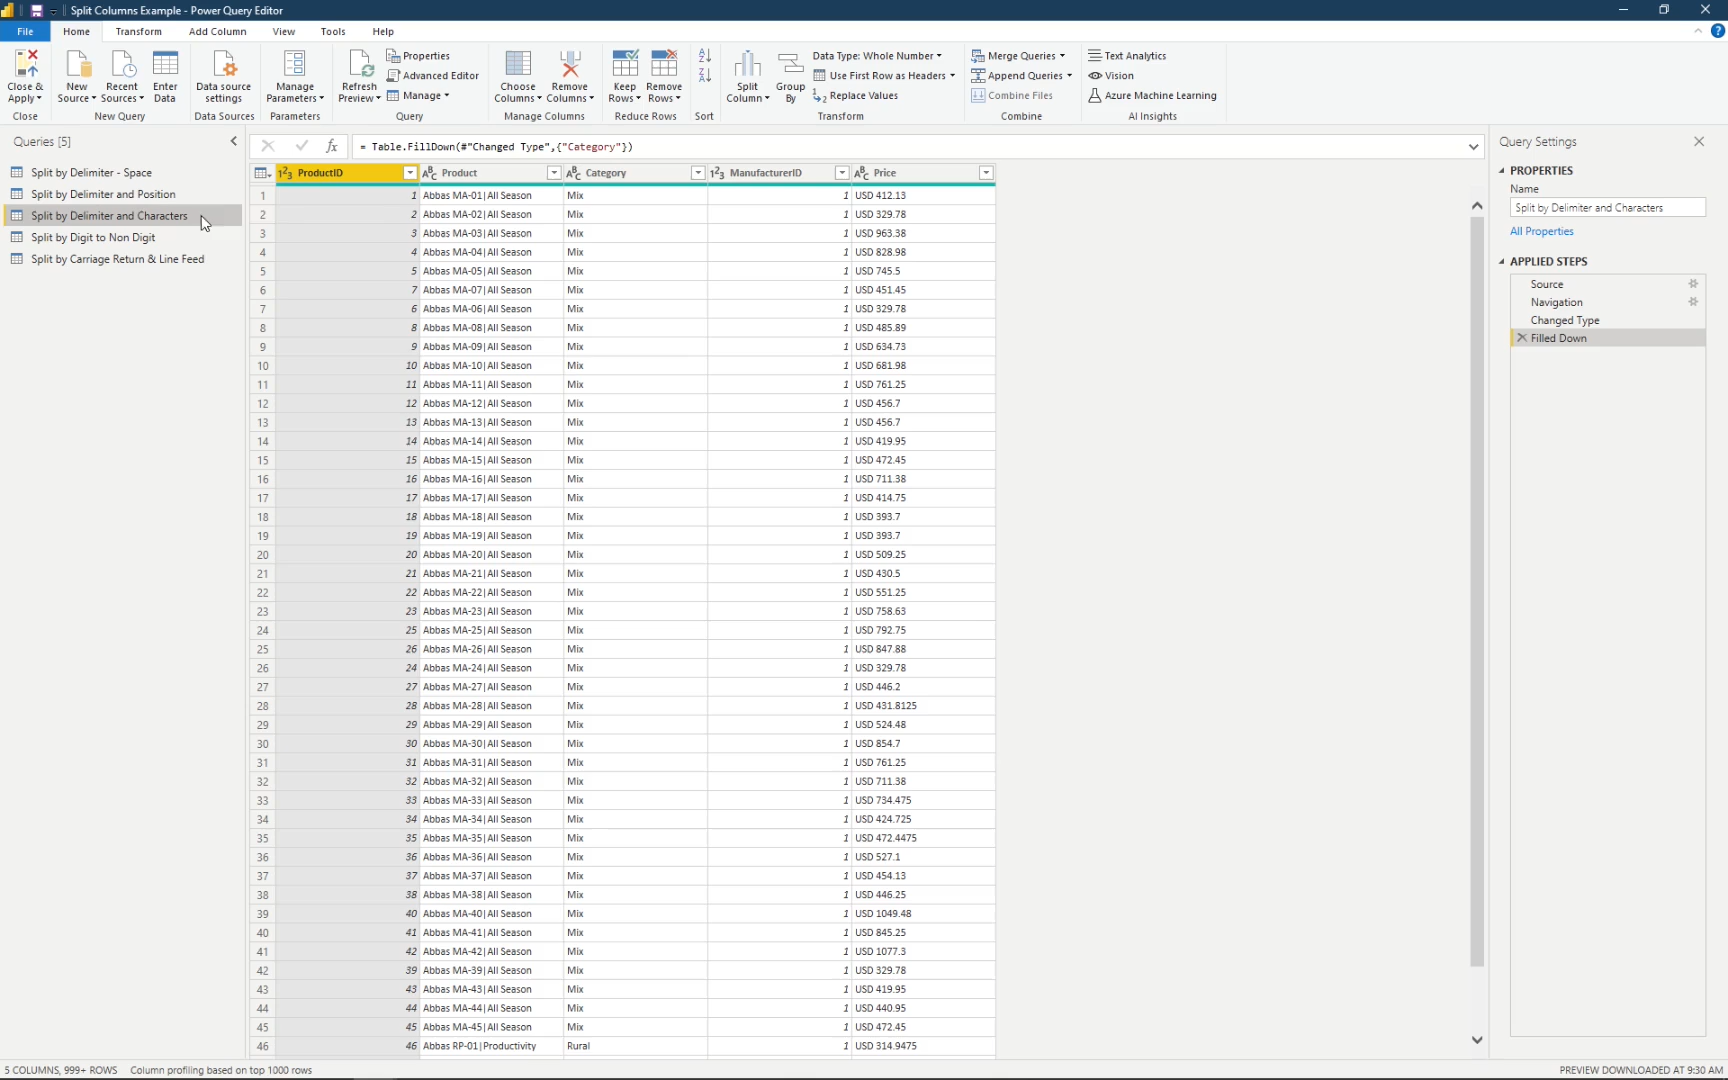 Split Columns Example - Power Query Editor
File Home Transform Add Column View Tools Help
Close & Apply
New Source
Recent Sources
Enter Data
Data source settings
Manage Parameters
Refresh Preview
Properties
Advanced Editor
Manage
Choose Columns
Remove Columns
Keep Rows
Remove Rows
Split Column
Group By
Data Type: Whole Number
Use First Row as Headers
Replace Values
Merge Queries
Append Queries
Combine Files
Text Analytics
Vision
Azure Machine Learning
Close New Query Data Sources Parameters Query Manage Columns Reduce Rows Sort Transform Combine AI Insights
Queries [5]
Split by Delimiter - Space
Split by Delimiter and Position
Split by Delimiter and Characters
Split by Digit to Non Digit
Split by Carriage Return & Line Feed
fx = Table.FillDown(#"Changed Type",{"Category"})
ProductID Product Category ManufacturerID Price
1 1 Abbas MA-01|All Season Mix 1 USD 412.13
2 2 Abbas MA-02|All Season Mix 1 USD 329.78
3 3 Abbas MA-03|All Season Mix 1 USD 963.38
4 4 Abbas MA-04|All Season Mix 1 USD 828.98
5 5 Abbas MA-05|All Season Mix 1 USD 745.5
6 7 Abbas MA-07|All Season Mix 1 USD 451.45
7 6 Abbas MA-06|All Season Mix 1 USD 329.78
8 8 Abbas MA-08|All Season Mix 1 USD 485.89
9 9 Abbas MA-09|All Season Mix 1 USD 634.73
10 10 Abbas MA-10|All Season Mix 1 USD 681.98
11 11 Abbas MA-11|All Season Mix 1 USD 761.25
12 12 Abbas MA-12|All Season Mix 1 USD 456.7
13 13 Abbas MA-13|All Season Mix 1 USD 456.7
14 14 Abbas MA-14|All Season Mix 1 USD 419.95
15 15 Abbas MA-15|All Season Mix 1 USD 472.45
16 16 Abbas MA-16|All Season Mix 1 USD 711.38
17 17 Abbas MA-17|All Season Mix 1 USD 414.75
18 18 Abbas MA-18|All Season Mix 1 USD 393.7
19 19 Abbas MA-19|All Season Mix 1 USD 393.7
20 20 Abbas MA-20|All Season Mix 1 USD 509.25
21 21 Abbas MA-21|All Season Mix 1 USD 430.5
22 22 Abbas MA-22|All Season Mix 1 USD 551.25
23 23 Abbas MA-23|All Season Mix 1 USD 758.63
24 25 Abbas MA-25|All Season Mix 1 USD 792.75
25 26 Abbas MA-26|All Season Mix 1 USD 847.88
26 24 Abbas MA-24|All Season Mix 1 USD 329.78
27 27 Abbas MA-27|All Season Mix 1 USD 446.2
28 28 Abbas MA-28|All Season Mix 1 USD 431.8125
29 29 Abbas MA-29|All Season Mix 1 USD 524.48
30 30 Abbas MA-30|All Season Mix 1 USD 854.7
31 31 Abbas MA-31|All Season Mix 1 USD 761.25
32 32 Abbas MA-32|All Season Mix 1 USD 711.38
33 33 Abbas MA-33|All Season Mix 1 USD 734.475
34 34 Abbas MA-34|All Season Mix 1 USD 424.725
35 35 Abbas MA-35|All Season Mix 1 USD 472.4475
36 36 Abbas MA-36|All Season Mix 1 USD 527.1
37 37 Abbas MA-37|All Season Mix 1 USD 454.13
38 38 Abbas MA-38|All Season Mix 1 USD 446.25
39 40 Abbas MA-40|All Season Mix 1 USD 1049.48
40 41 Abbas MA-41|All Season Mix 1 USD 845.25
41 42 Abbas MA-42|All Season Mix 1 USD 1077.3
42 39 Abbas MA-39|All Season Mix 1 USD 329.78
43 43 Abbas MA-43|All Season Mix 1 USD 419.95
44 44 Abbas MA-44|All Season Mix 1 USD 440.95
45 45 Abbas MA-45|All Season Mix 1 USD 472.45
46 46 Abbas RP-01|Productivity Rural 1 USD 314.9475
Query Settings
PROPERTIES
Name
Split by Delimiter and Characters
All Properties
APPLIED STEPS
Source
Navigation
Changed Type
Filled Down
5 COLUMNS, 999+ ROWS Column profiling based on top 1000 rows PREVIEW DOWNLOADED AT 9:30 AM